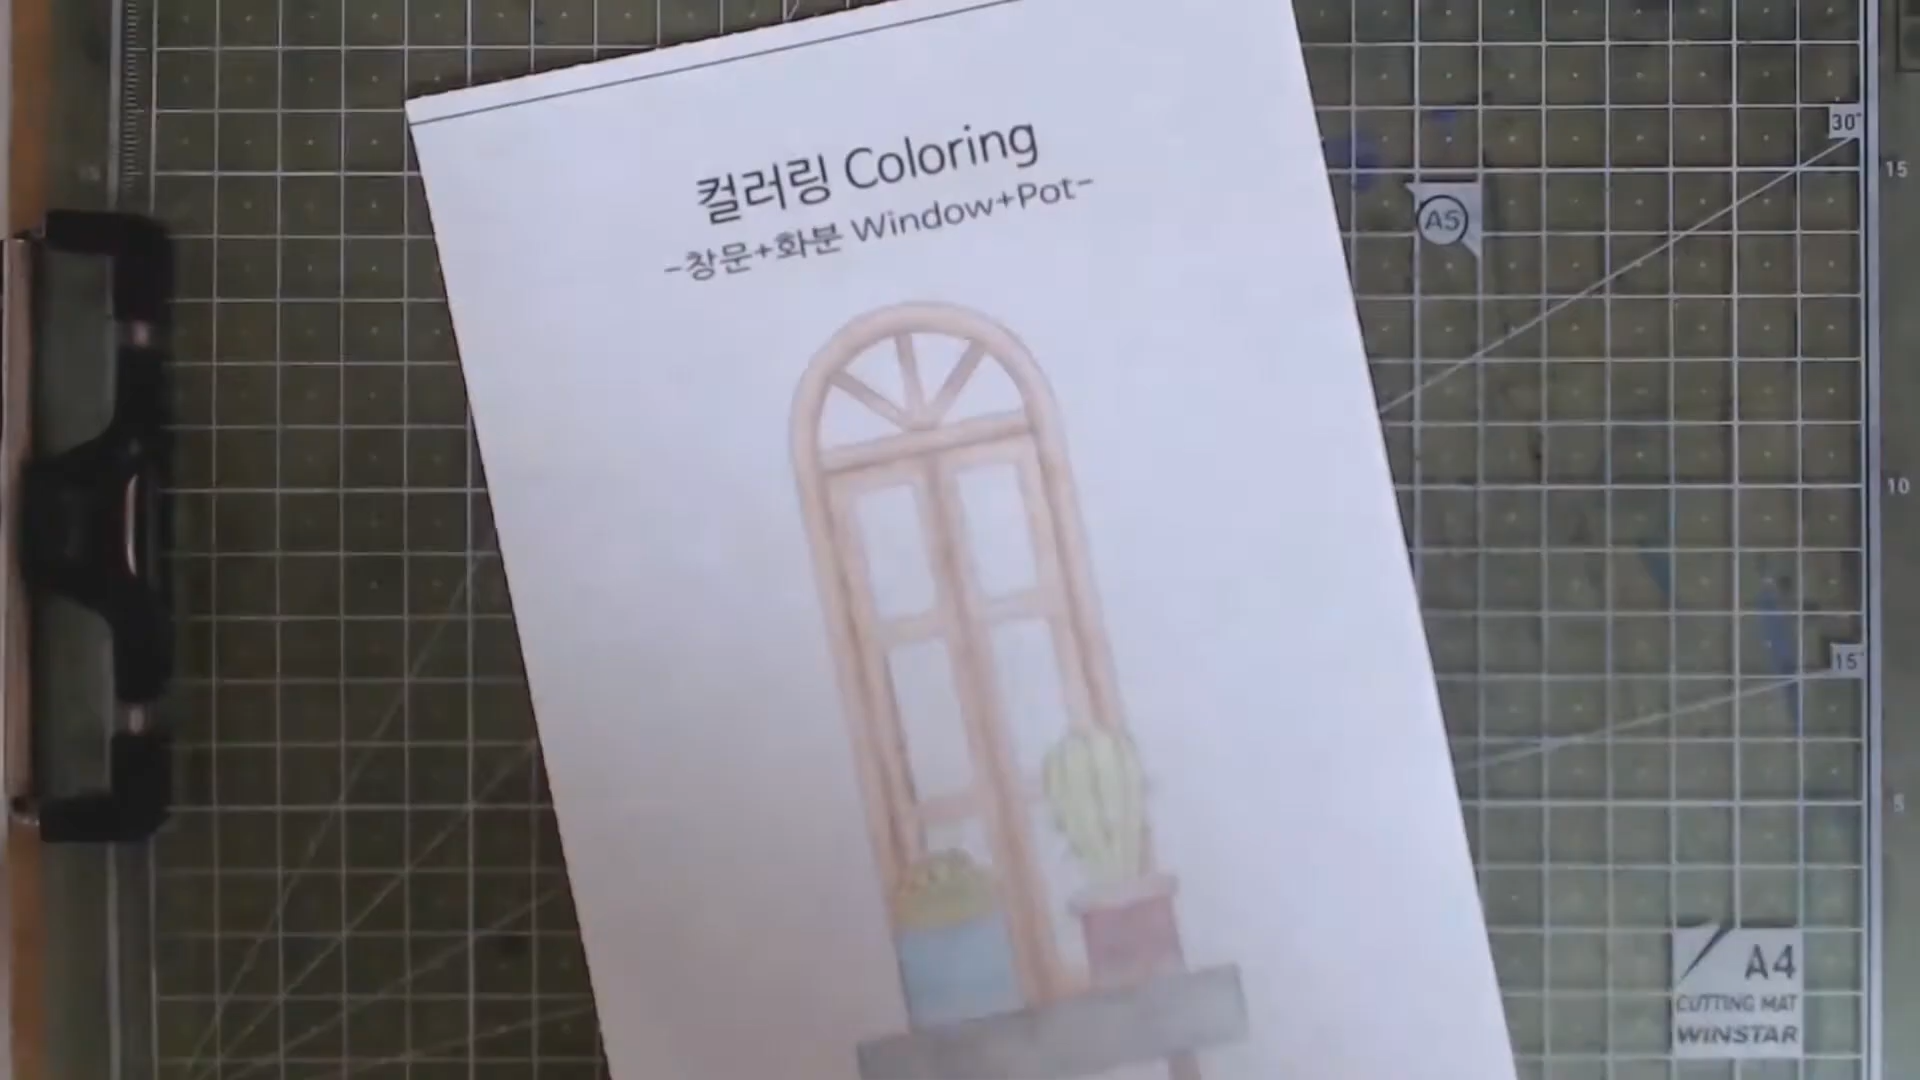 컬러링 Coloring
-창문+화분 Window+Pot-
30°
15
A5
10
15°
5
A4
CUTTING MAT
WINSTAR